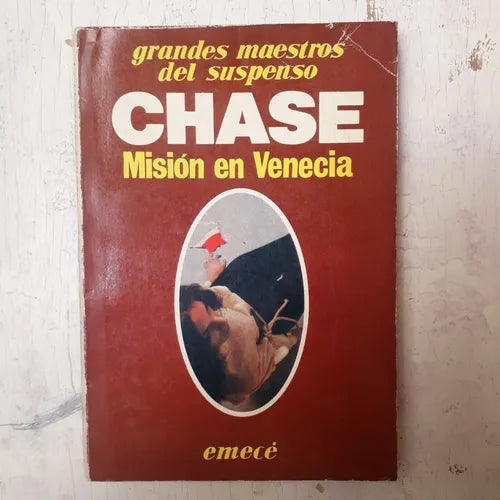 grandes maestros
del suspenso
CHASE
Misión en Venecia
emecé